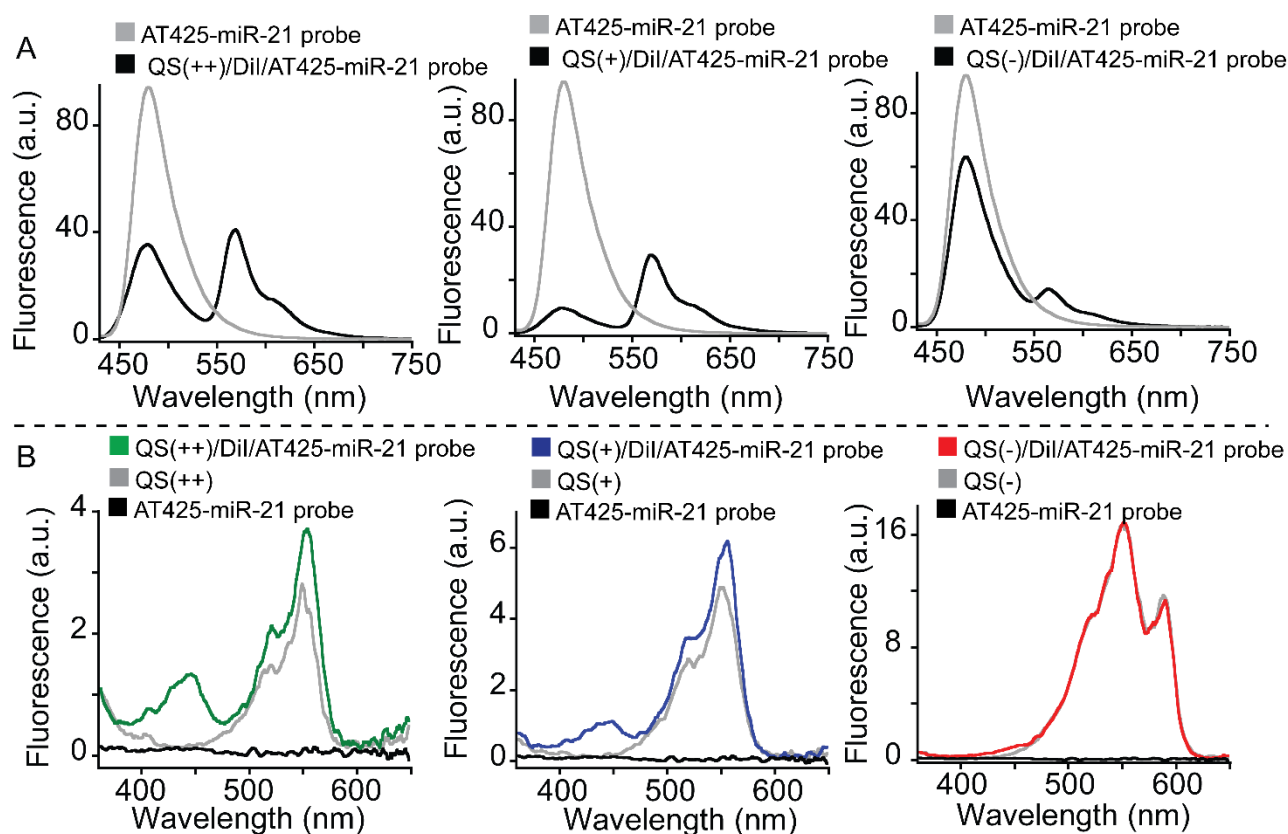 A
AT425-miR-21 probe
QS(++)/DiI/AT425-miR-21 probe
Fluorescence (a.u.)
80
40
0
450
550
650
750
Wavelength (nm)
AT425-miR-21 probe
QS(+)/DiI/AT425-miR-21 probe
Fluorescence (a.u.)
80
40
0
450
550
650
750
Wavelength (nm)
AT425-miR-21 probe
QS(-)/DiI/AT425-miR-21 probe
Fluorescence (a.u.)
80
40
0
450
550
650
750
Wavelength (nm)
B
QS(++)/DiI/AT425-miR-21 probe
QS(++)
AT425-miR-21 probe
Fluorescence (a.u.)
4
2
0
400
500
600
Wavelength (nm)
QS(+)/DiI/AT425-miR-21 probe
QS(+)
AT425-miR-21 probe
Fluorescence (a.u.)
6
4
2
0
400
500
600
Wavelength (nm)
QS(-)/DiI/AT425-miR-21 probe
QS(-)
AT425-miR-21 probe
Fluorescence (a.u.)
16
8
0
400
500
600
Wavelength (nm)